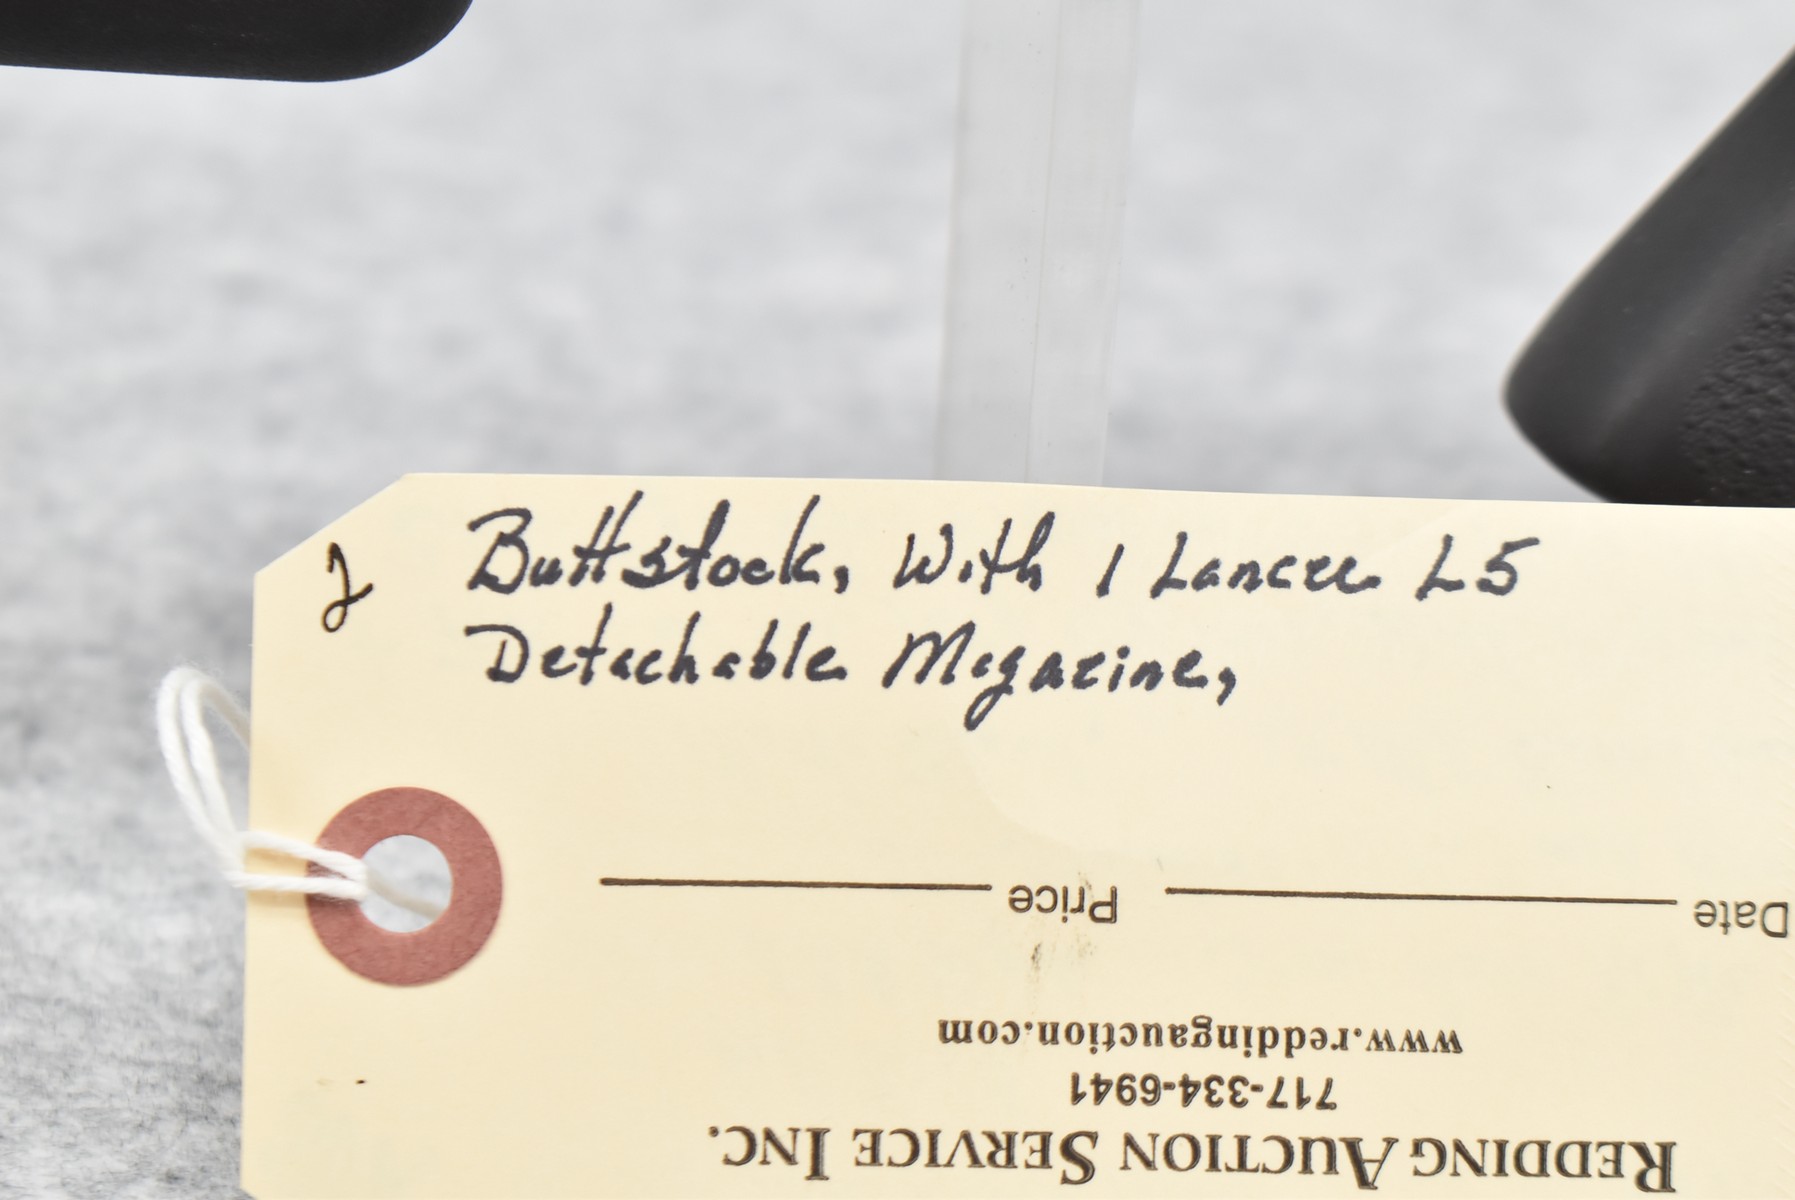 2
Buttstock, With 1 Lancer L5
Detachable Magazine,
REDDING AUCTION SERVICE INC.
717-334-6941
www.reddingauction.com
Date Price